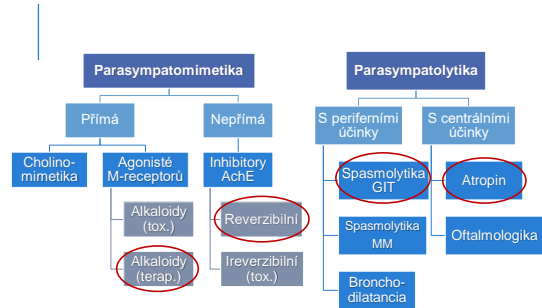 Parasympatomimetika
Parasympatolytika
Přímá
Nepřímá
S periferními
účinky
S centrálními
účinky
Cholino-
mimetika
Agonisté
M-receptorů
Inhibitory
AchE
Spasmolytika
GIT
Atropin
Alkaloidy
(tox.)
Reverzibilní
Spasmolytika
MM
Oftalmologika
Alkaloidy
(terap.)
Ireverzibilní
(tox.)
Broncho-
dilatancia